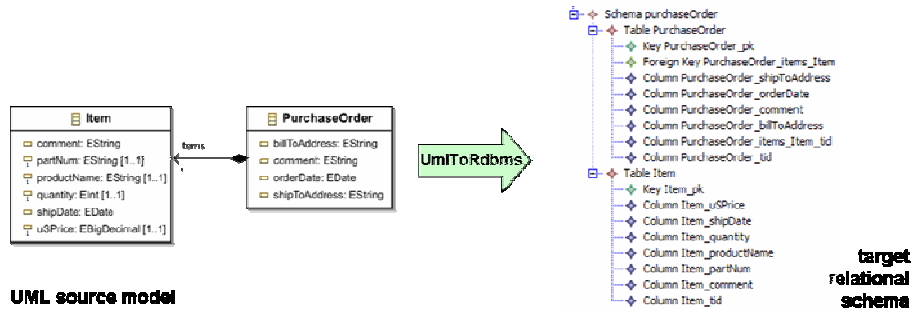 Item
comment: EString
partNum: EString [1..1]
productName: EString [1..1]
quantity: EInt [1..1]
shipDate: EDate
uSPrice: EBigDecimal [1..1]
items
PurchaseOrder
billToAddress: EString
comment: EString
orderDate: EDate
shipToAddress: EString
UmlToRdbms
UML source model
Schema purchaseOrder
Table PurchaseOrder
Key PurchaseOrder_pk
Foreign Key PurchaseOrder_items_Item
Column PurchaseOrder_shipToAddress
Column PurchaseOrder_orderDate
Column PurchaseOrder_comment
Column PurchaseOrder_billToAddress
Column PurchaseOrder_items_Item_tid
Column PurchaseOrder_tid
Table Item
Key Item_pk
Column Item_uSPrice
Column Item_shipDate
Column Item_quantity
Column Item_productName
Column Item_partNum
Column Item_comment
Column Item_tid
target
relational
schema